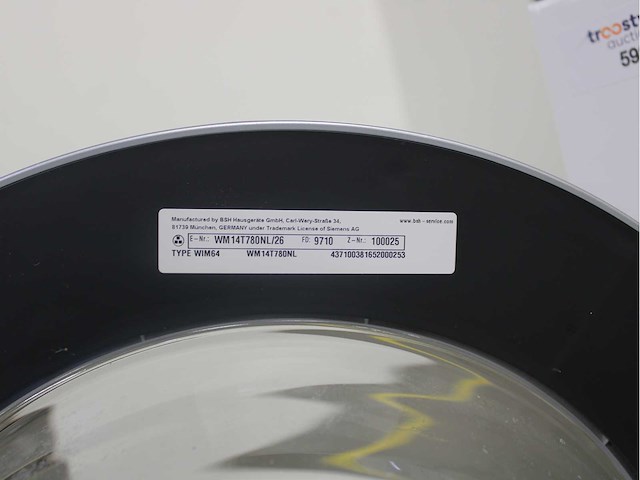 Manufactured by BSH Hausgeräte GmbH, Carl-Wery-Straße 34,
81739 München, GERMANY under Trademark License of Siemens AG
www.bsh-service.com
E-Nr.: WM14T780NL/26 FD: 9710 Z-Nr.: 100025
TYPE WIM64 WM14T780NL 437100381652000253
troost
auctio
59